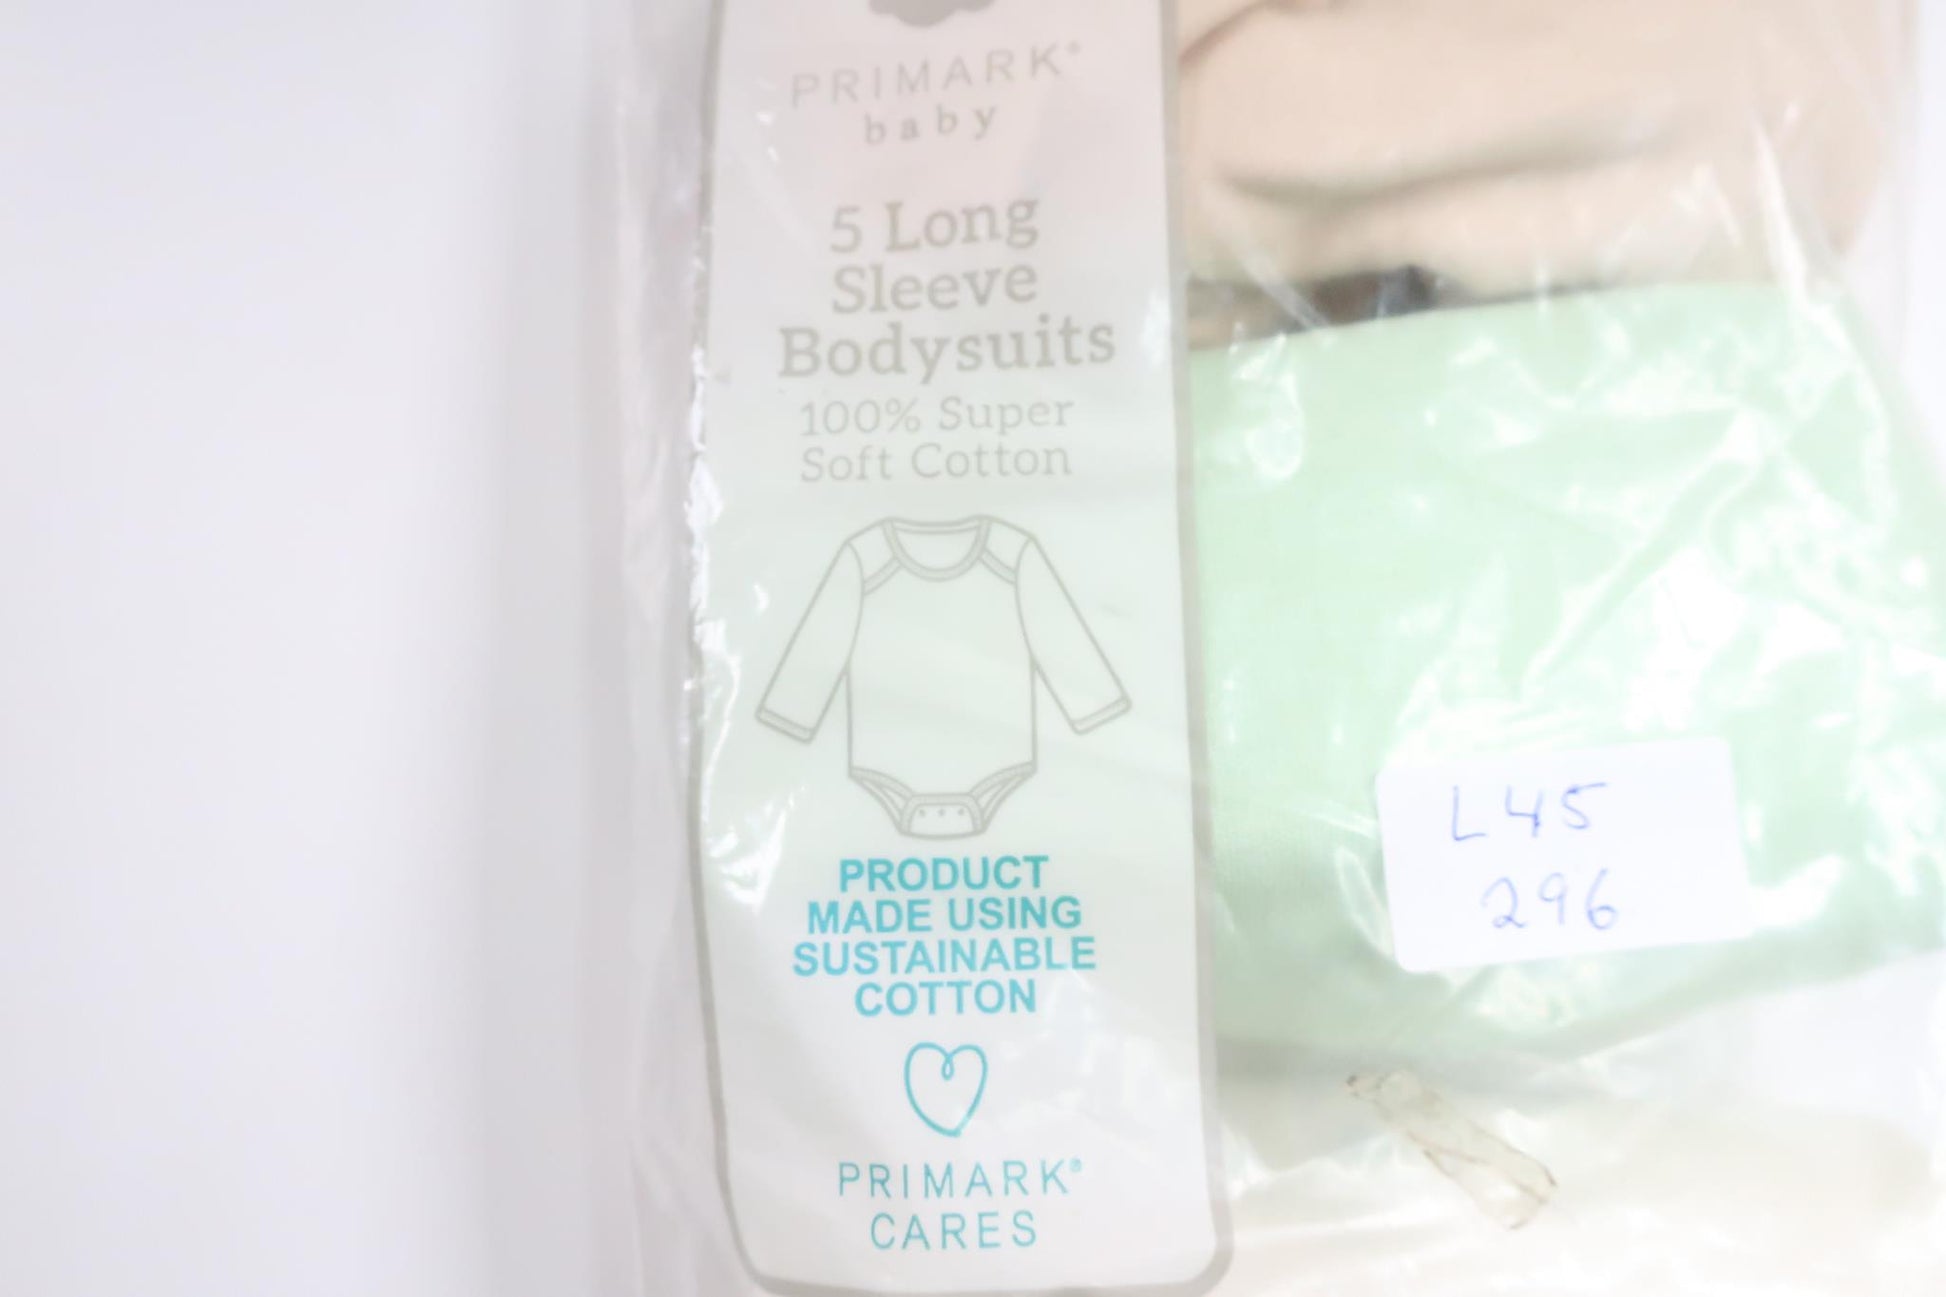 PRIMARK®
baby
5 Long
Sleeve
Bodysuits
100% Super
Soft Cotton
PRODUCT
MADE USING
SUSTAINABLE
COTTON
PRIMARK®
CARES
L45
296